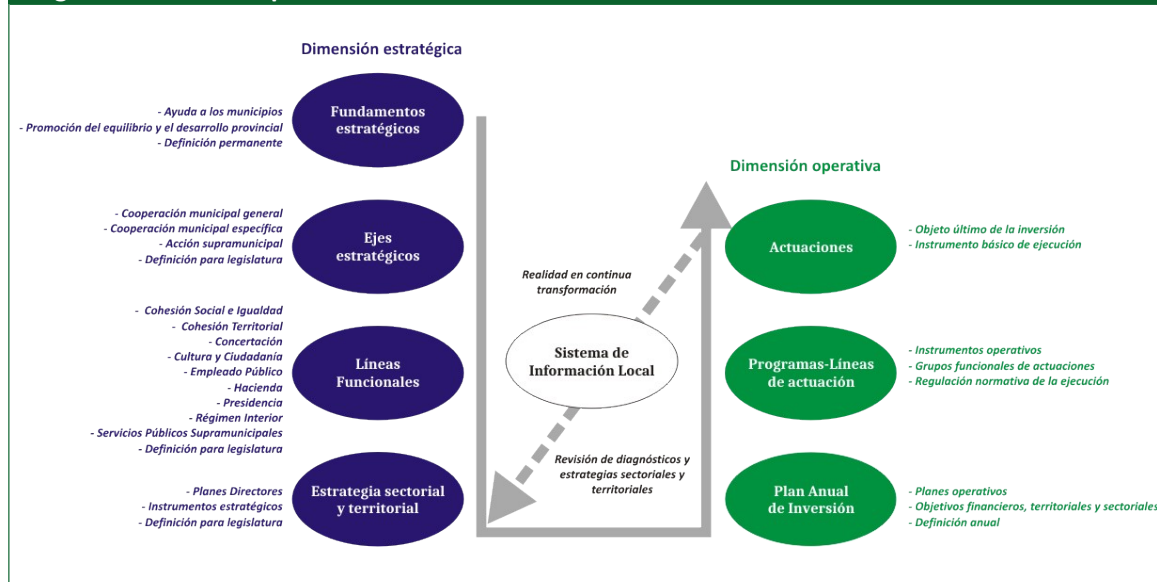 Dimensión estratégica
- Ayuda a los municipios
- Promoción del equilibrio y el desarrollo provincial
- Definición permanente
Fundamentos
estratégicos
- Cooperación municipal general
- Cooperación municipal específica
- Acción supramunicipal
- Definición para legislatura
Ejes
estratégicos
- Cohesión Social e Igualdad
- Cohesión Territorial
- Concertación
- Cultura y Ciudadanía
- Empleado Público
- Hacienda
- Presidencia
- Régimen Interior
- Servicios Públicos Supramunicipales
- Definición para legislatura
Líneas
Funcionales
- Planes Directores
- Instrumentos estratégicos
- Definición para legislatura
Estrategia sectorial
y territorial
Realidad en continua
transformación
Sistema de
Información Local
Revisión de diagnósticos y
estrategias sectoriales y
territoriales
Dimensión operativa
Actuaciones
- Objeto último de la inversión
- Instrumento básico de ejecución
Programas-Líneas
de actuación
- Instrumentos operativos
- Grupos funcionales de actuaciones
- Regulación normativa de la ejecución
Plan Anual
de Inversión
- Planes operativos
- Objetivos financieros, territoriales y sectoriales
- Definición anual